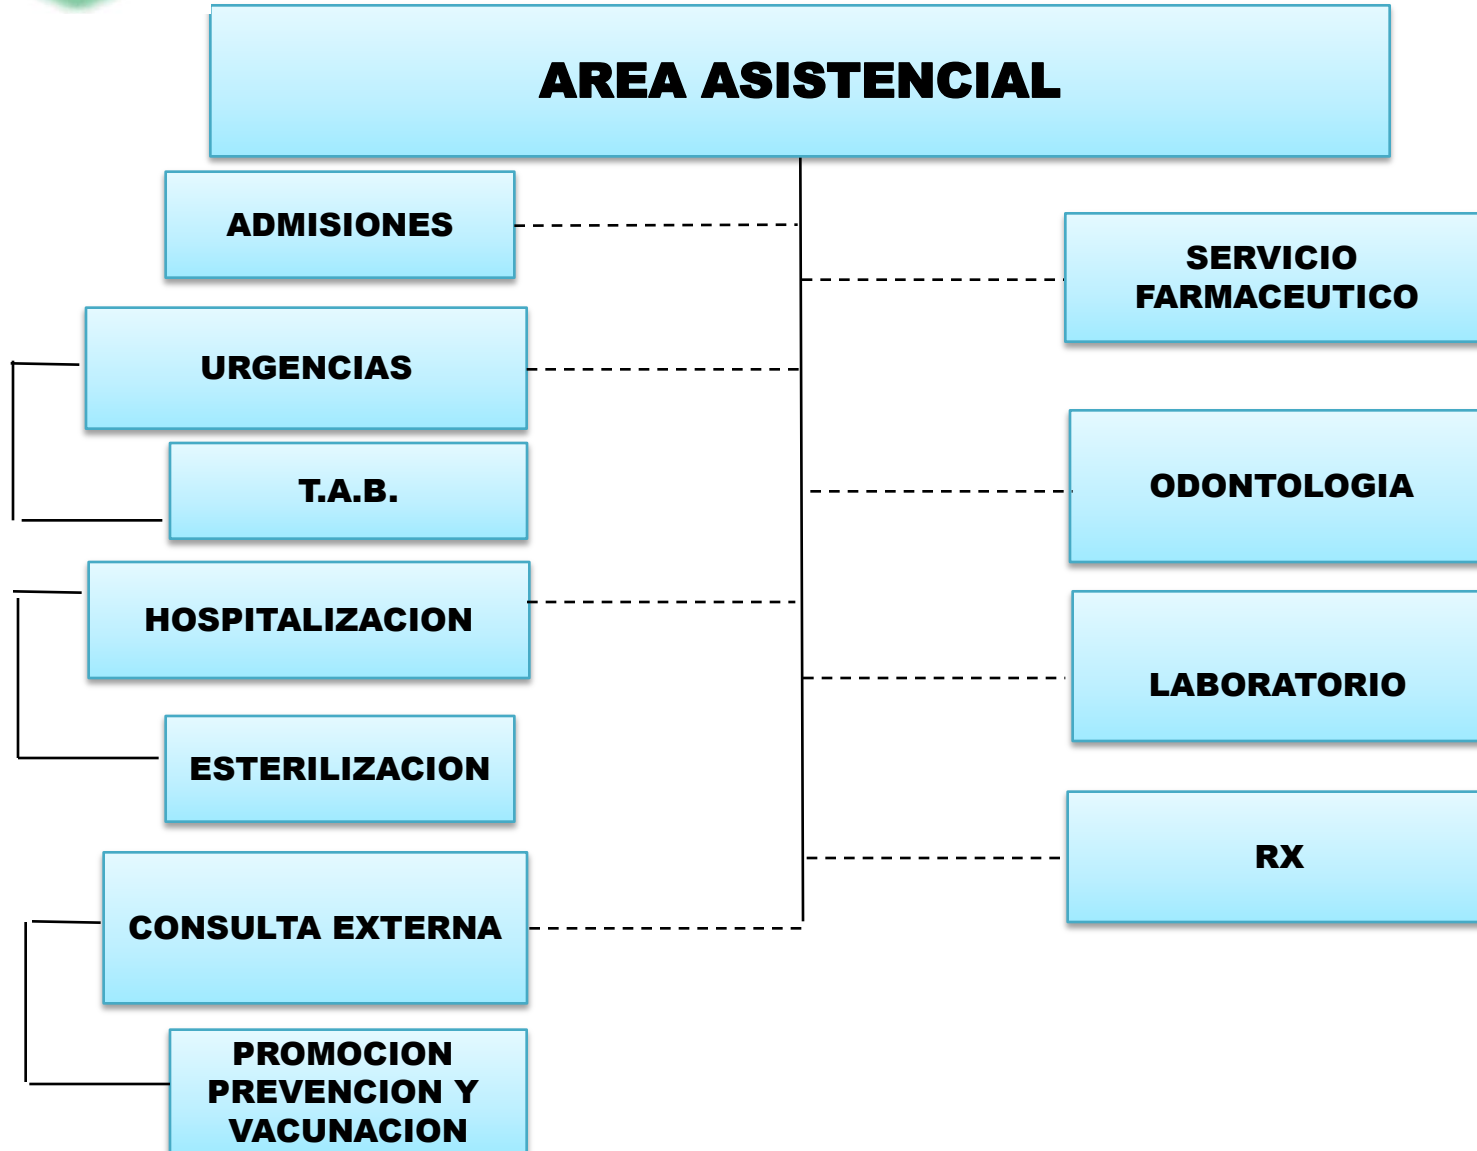 AREA ASISTENCIAL
ADMISIONES
URGENCIAS
T.A.B.
HOSPITALIZACION
ESTERILIZACION
CONSULTA EXTERNA
PROMOCION
PREVENCION Y
VACUNACION
SERVICIO
FARMACEUTICO
ODONTOLOGIA
LABORATORIO
RX